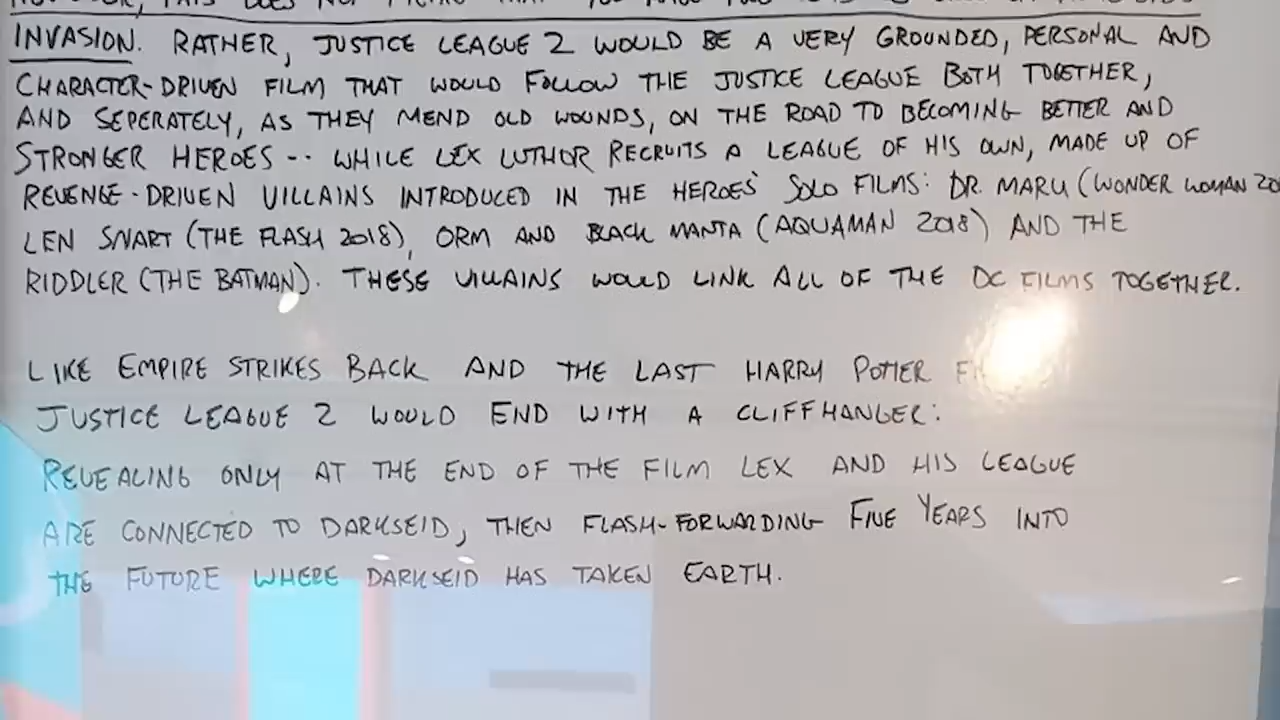 INVASION. RATHER, JUSTICE LEAGUE 2 WOULD BE A VERY GROUNDED, PERSONAL AND
CHARACTER-DRIVEN FILM THAT WOULD FOLLOW THE JUSTICE LEAGUE BOTH TOGETHER,
AND SEPERATELY, AS THEY MEND OLD WOUNDS, ON THE ROAD TO BECOMING BETTER AND
STRONGER HEROES -- WHILE LEX LUTHOR RECRUITS A LEAGUE OF HIS OWN, MADE UP OF
REVENGE-DRIVEN VILLAINS INTRODUCED IN THE HEROES' SOLO FILMS: DR. MARU (WONDER WOMAN
LEN SNART (THE FLASH 2018), ORM AND BLACK MANTA (AQUAMAN 2018) AND THE
RIDDLER (THE BATMAN). THESE VILLAINS WOULD LINK ALL OF THE DC FILMS TOGETHER.
LIKE EMPIRE STRIKES BACK AND THE LAST HARRY POTTER
JUSTICE LEAGUE 2 WOULD END WITH A CLIFFHANGER:
REVEALING ONLY AT THE END OF THE FILM LEX AND HIS LEAGUE
ARE CONNECTED TO DARKSEID, THEN FLASH-FORWARDING FIVE YEARS INTO
THE FUTURE WHERE DARKSEID HAS TAKEN EARTH.